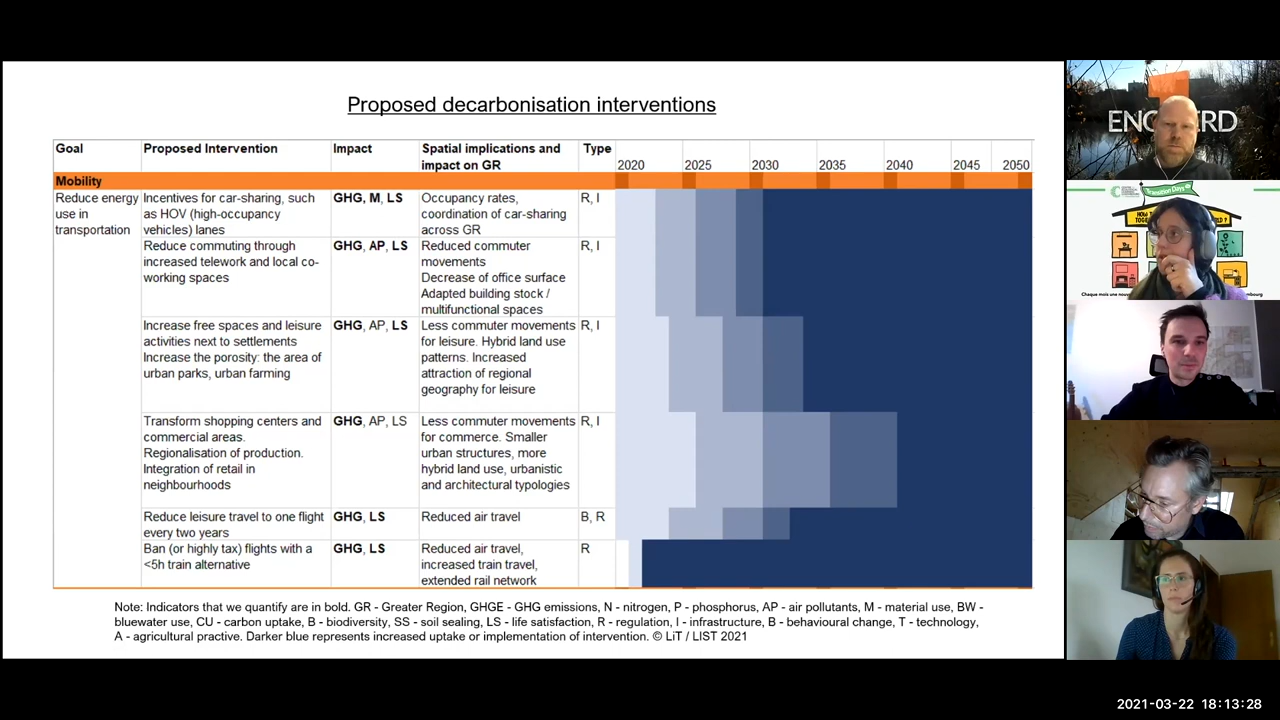 Proposed decarbonisation interventions
Goal Proposed Intervention Impact Spatial implications and impact on GR Type 2020 2025 2030 2035 2040 2045 2050
Mobility
Reduce energy use in transportation
Incentives for car-sharing, such as HOV (high-occupancy vehicles) lanes
GHG, M, LS
Occupancy rates, coordination of car-sharing across GR
R, I
Reduce commuting through increased telework and local co-working spaces
GHG, AP, LS
Reduced commuter movements
Decrease of office surface
Adapted building stock / multifunctional spaces
R, I
Increase free spaces and leisure activities next to settlements
Increase the porosity: the area of urban parks, urban farming
GHG, AP, LS
Less commuter movements for leisure. Hybrid land use patterns. Increased attraction of regional geography for leisure
R, I
Transform shopping centers and commercial areas.
Regionalisation of production.
Integration of retail in neighbourhoods
GHG, AP, LS
Less commuter movements for commerce. Smaller urban structures, more hybrid land use, urbanistic and architectural typologies
R, I
Reduce leisure travel to one flight every two years
GHG, LS
Reduced air travel
B, R
Ban (or highly tax) flights with a <5h train alternative
GHG, LS
Reduced air travel, increased train travel, extended rail network
R
Note: Indicators that we quantify are in bold. GR - Greater Region, GHGE - GHG emissions, N - nitrogen, P - phosphorus, AP - air pollutants, M - material use, BW -
bluewater use, CU - carbon uptake, B - biodiversity, SS - soil sealing, LS - life satisfaction, R - regulation, I - infrastructure, B - behavioural change, T - technology,
A - agricultural practive. Darker blue represents increased uptake or implementation of intervention. © LiT / LIST 2021
Transition Days
Chaque mois une nouv
2021-03-22 18:13:28